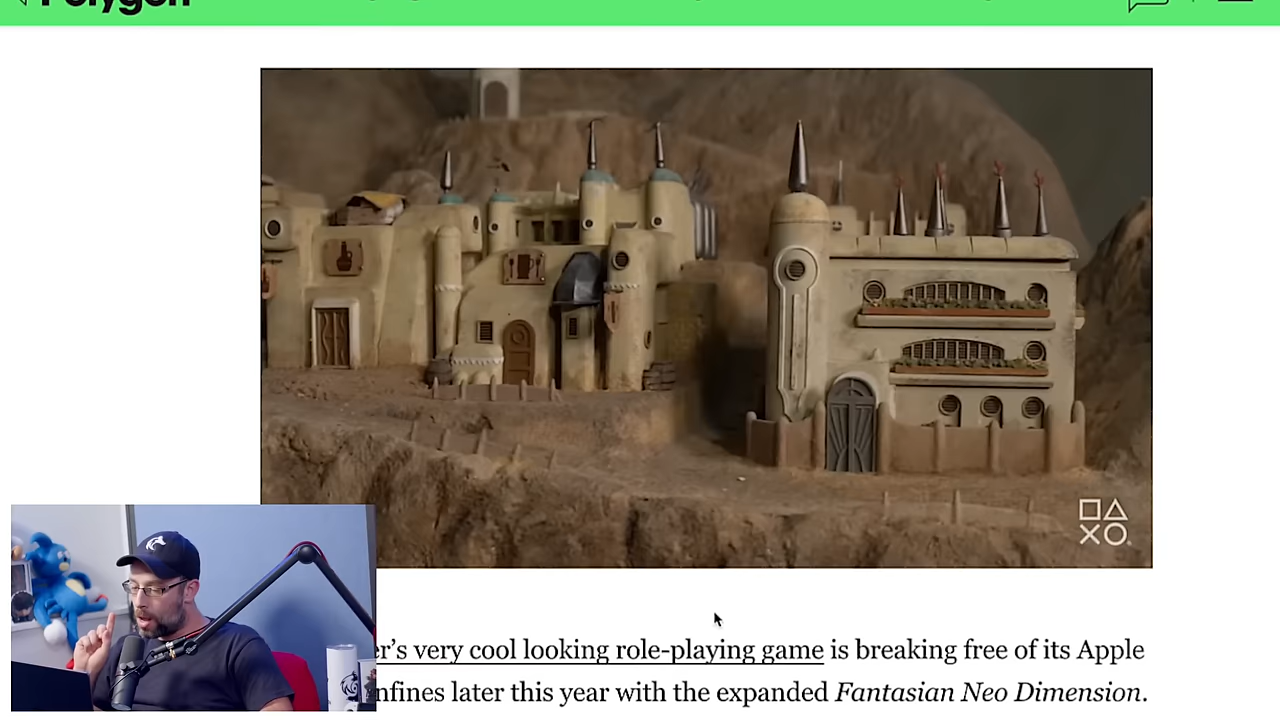 Polygon
er's very cool looking role-playing game is breaking free of its Apple
nfines later this year with the expanded Fantasian Neo Dimension.